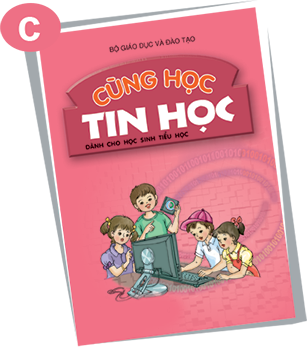 C
BỘ GIÁO DỤC VÀ ĐÀO TẠO
CÙNG HỌC
TIN HỌC
DÀNH CHO HỌC SINH TIỂU HỌC